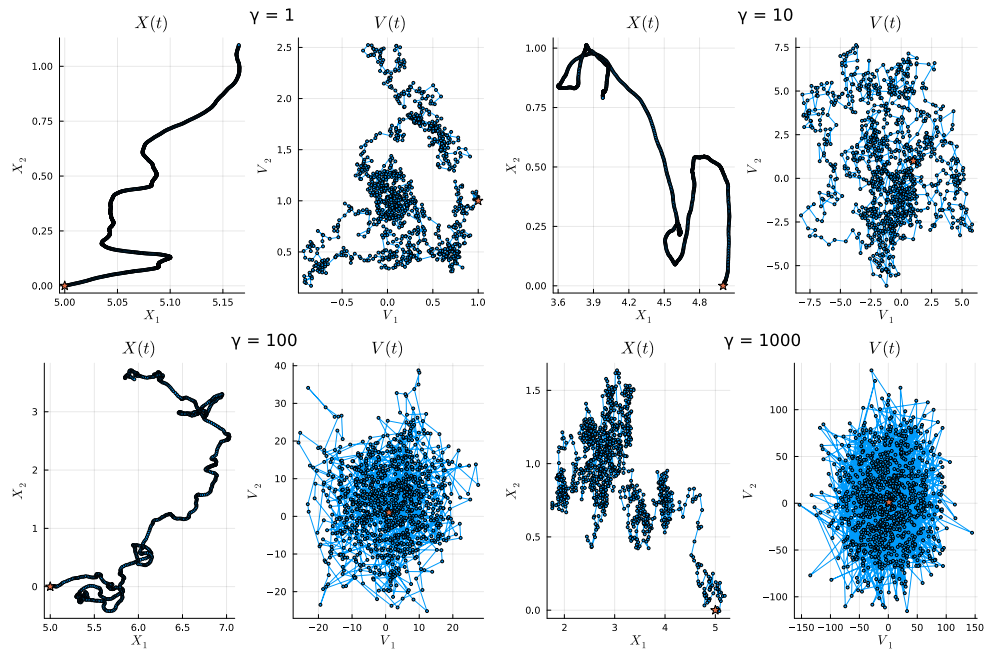 γ = 1
γ = 10
X(t)
V(t)
X(t)
V(t)
X₂
1.00
0.75
0.50
0.25
0.00
5.00
5.05
5.10
5.15
X₁
V₂
2.5
2.0
1.5
1.0
0.5
-0.5
0.0
0.5
1.0
V₁
X₂
1.00
0.75
0.50
0.25
0.00
3.6
3.9
4.2
4.5
4.8
X₁
V₂
7.5
5.0
2.5
0.0
-2.5
-5.0
-7.5
-5.0
-2.5
0.0
2.5
5.0
V₁
γ = 100
γ = 1000
X(t)
V(t)
X(t)
V(t)
X₂
3
2
1
0
5.0
5.5
6.0
6.5
7.0
X₁
V₂
40
30
20
10
0
-10
-20
-20
-10
0
10
20
V₁
X₂
1.5
1.0
0.5
0.0
2
3
4
5
X₁
V₂
100
50
0
-50
-100
-150
-100
-50
0
50
100
150
V₁